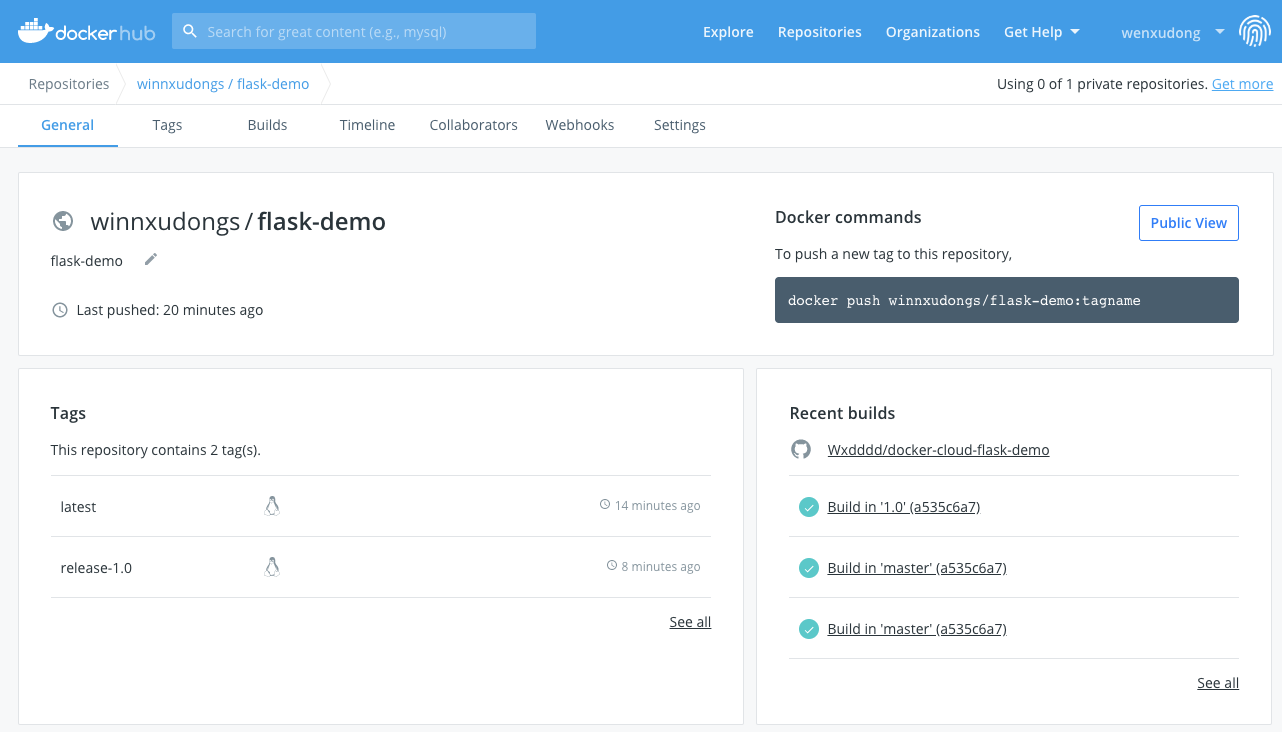 docker hub
Search for great content (e.g., mysql)
Explore Repositories Organizations Get Help wenxudong
Repositories winnxudongs / flask-demo Using 0 of 1 private repositories. Get more
General Tags Builds Timeline Collaborators Webhooks Settings
winnxudongs / flask-demo
flask-demo
Last pushed: 20 minutes ago
Docker commands
Public View
To push a new tag to this repository,
docker push winnxudongs/flask-demo:tagname
Tags
This repository contains 2 tag(s).
latest 14 minutes ago
release-1.0 8 minutes ago
See all
Recent builds
Wxdddd/docker-cloud-flask-demo
Build in '1.0' (a535c6a7)
Build in 'master' (a535c6a7)
Build in 'master' (a535c6a7)
See all